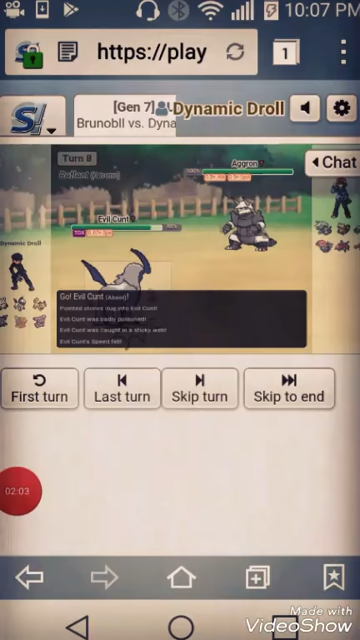 10:07 PM
https://play
1
[Gen 7]
Dynamic Droll
Brunobll vs. Dyna
Turn 8
Aggron
Chat
Evil Cunt
TOX
Dynamic Droll
Go! Evil Cunt (Absol)!
Pointed stones dug into Evil Cunt!
Evil Cunt was badly poisoned!
Evil Cunt was caught in a sticky web!
Evil Cunt's Speed fell!
First turn
Last turn
Skip turn
Skip to end
02:03
Made with
VideoShow